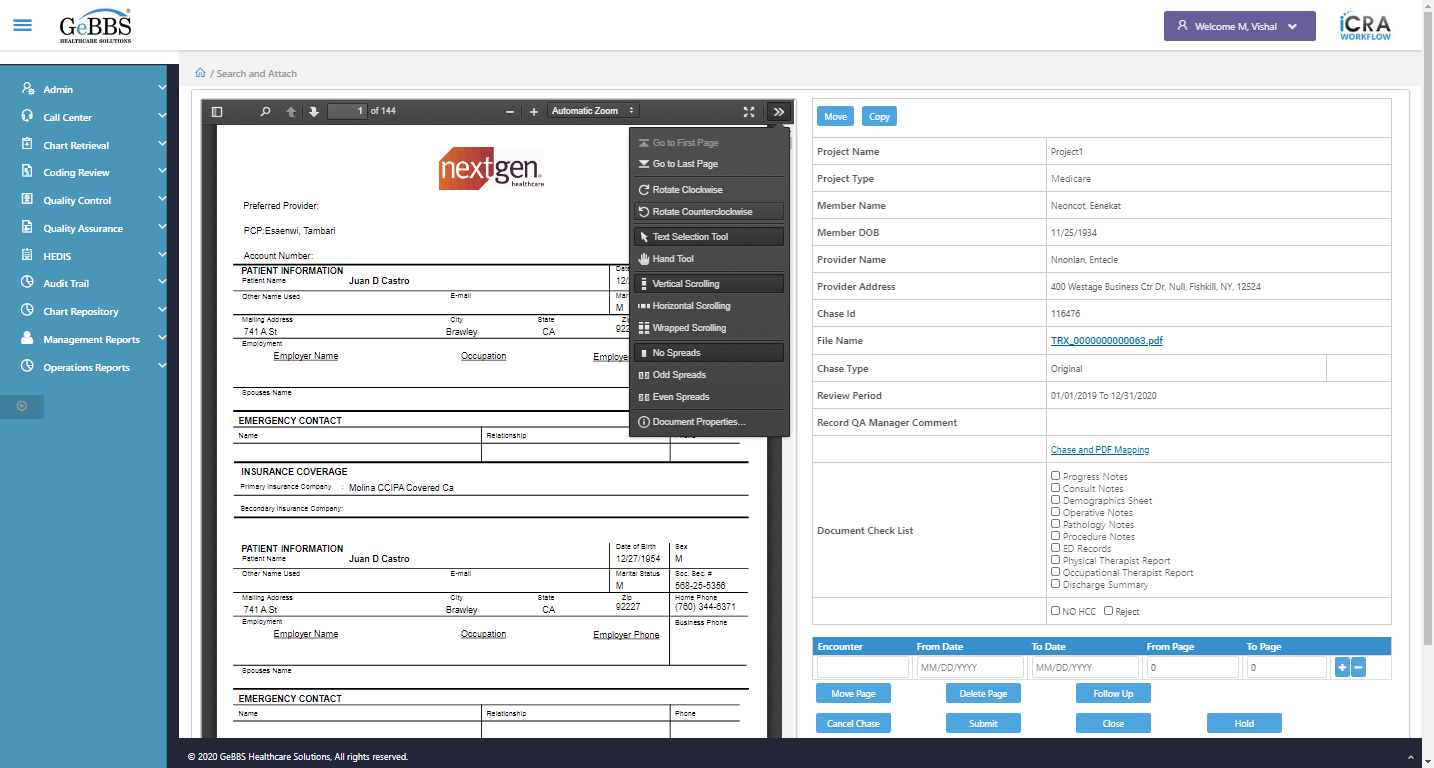 GeBBS
HEALTHCARE SOLUTIONS
Welcome M, Vishal
iCRA
WORKFLOW
Admin
Call Center
Chart Retrieval
Coding Review
Quality Control
Quality Assurance
HEDIS
Audit Trail
Chart Repository
Management Reports
Operations Reports
/ Search and Attach
1 of 144
Automatic Zoom
Go to First Page
Go to Last Page
Rotate Clockwise
Rotate Counterclockwise
Text Selection Tool
Hand Tool
Vertical Scrolling
Horizontal Scrolling
Wrapped Scrolling
No Spreads
Odd Spreads
Even Spreads
Document Properties...
nextgen
healthcare
Preferred Provider:
PCP:Esaenwi, Tambari
Account Number:
PATIENT INFORMATION
Patient Name Juan D Castro
Other Name Used E-mail
M
Mailing Address City State
741 A St Brawley CA
Employment
Employer Name Occupation
Spouses Name
EMERGENCY CONTACT
Name Relationship
INSURANCE COVERAGE
Primary Insurance Company : Molina CCIPA Covered Ca
Secondary Insurance Company:
PATIENT INFORMATION Date of Birth Sex
Patient Name Juan D Castro 12/27/1954 M
Other Name Used E-mail Marital Status Soc. Sec. #
M 568-25-5356
Mailing Address City State Zip Home Phone
741 A St Brawley CA 92227 (760) 344-6371
Employment Business Phone
Employer Name Occupation Employer Phone
Spouses Name
EMERGENCY CONTACT
Name Relationship Phone
Move Copy
Project Name Project1
Project Type Medicare
Member Name Neoncot, Eenekat
Member DOB 11/25/1934
Provider Name Nnonlan, Entecle
Provider Address 400 Westage Business Ctr Dr, Null, Fishkill, NY, 12524
Chase Id 116476
File Name TRX_0000000000063.pdf
Chase Type Original
Review Period 01/01/2019 To 12/31/2020
Record QA Manager Comment
Chase and PDF Mapping
Document Check List
Progress Notes
Consult Notes
Demographics Sheet
Operative Notes
Pathology Notes
Procedure Notes
ED Records
Physical Therapist Report
Occupational Therapist Report
Discharge Summary
NO HCC Reject
Encounter From Date To Date From Page To Page
MM/DD/YYYY MM/DD/YYYY 0 0
Move Page Delete Page Follow Up
Cancel Chase Submit Close Hold
© 2020 GeBBS Healthcare Solutions, All rights reserved.